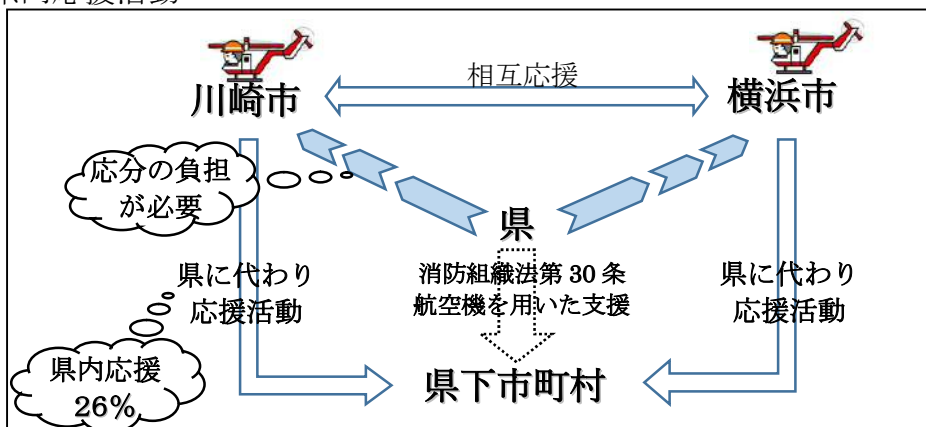 川崎市
相互応援
横浜市
応分の負担
が必要
県
消防組織法第 30 条
航空機を用いた支援
県に代わり
応援活動
県に代わり
応援活動
県内応援
26%
県下市町村